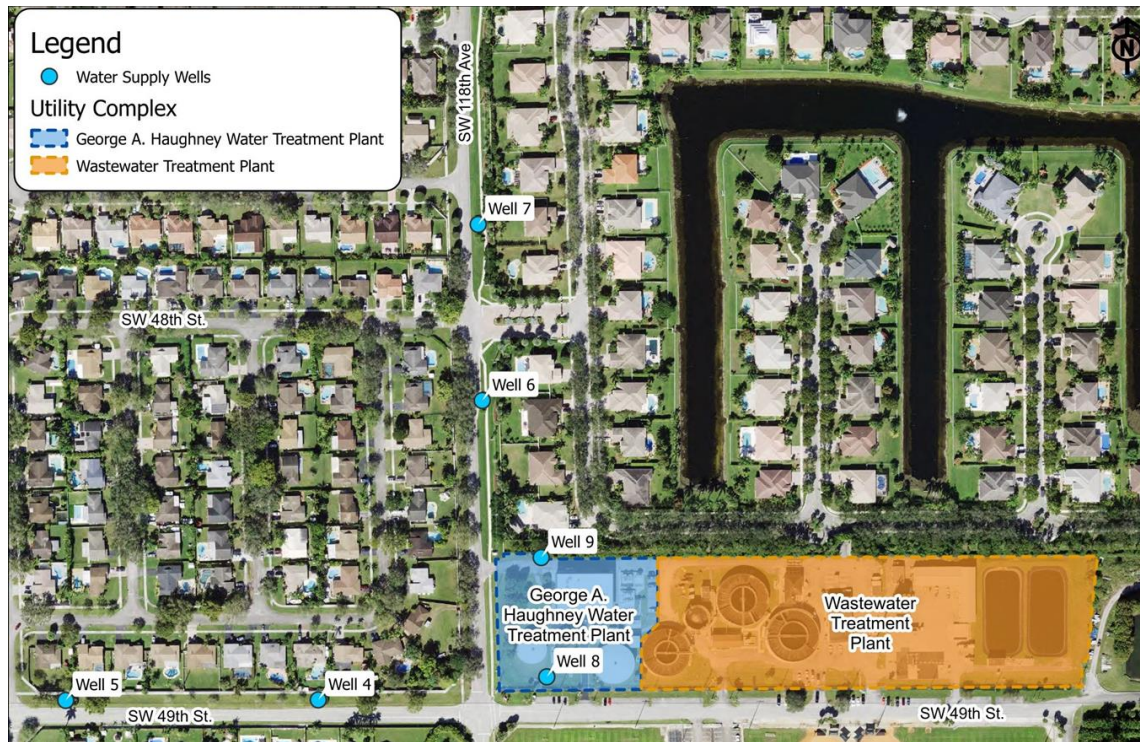 Legend
Water Supply Wells
Utility Complex
George A. Haughney Water Treatment Plant
Wastewater Treatment Plant
N
SW 118th Ave
Well 7
SW 48th St.
Well 6
Well 9
George A.
Haughney Water
Treatment Plant
Wastewater
Treatment
Plant
Well 8
Well 5
Well 4
SW 49th St.
SW 49th St.